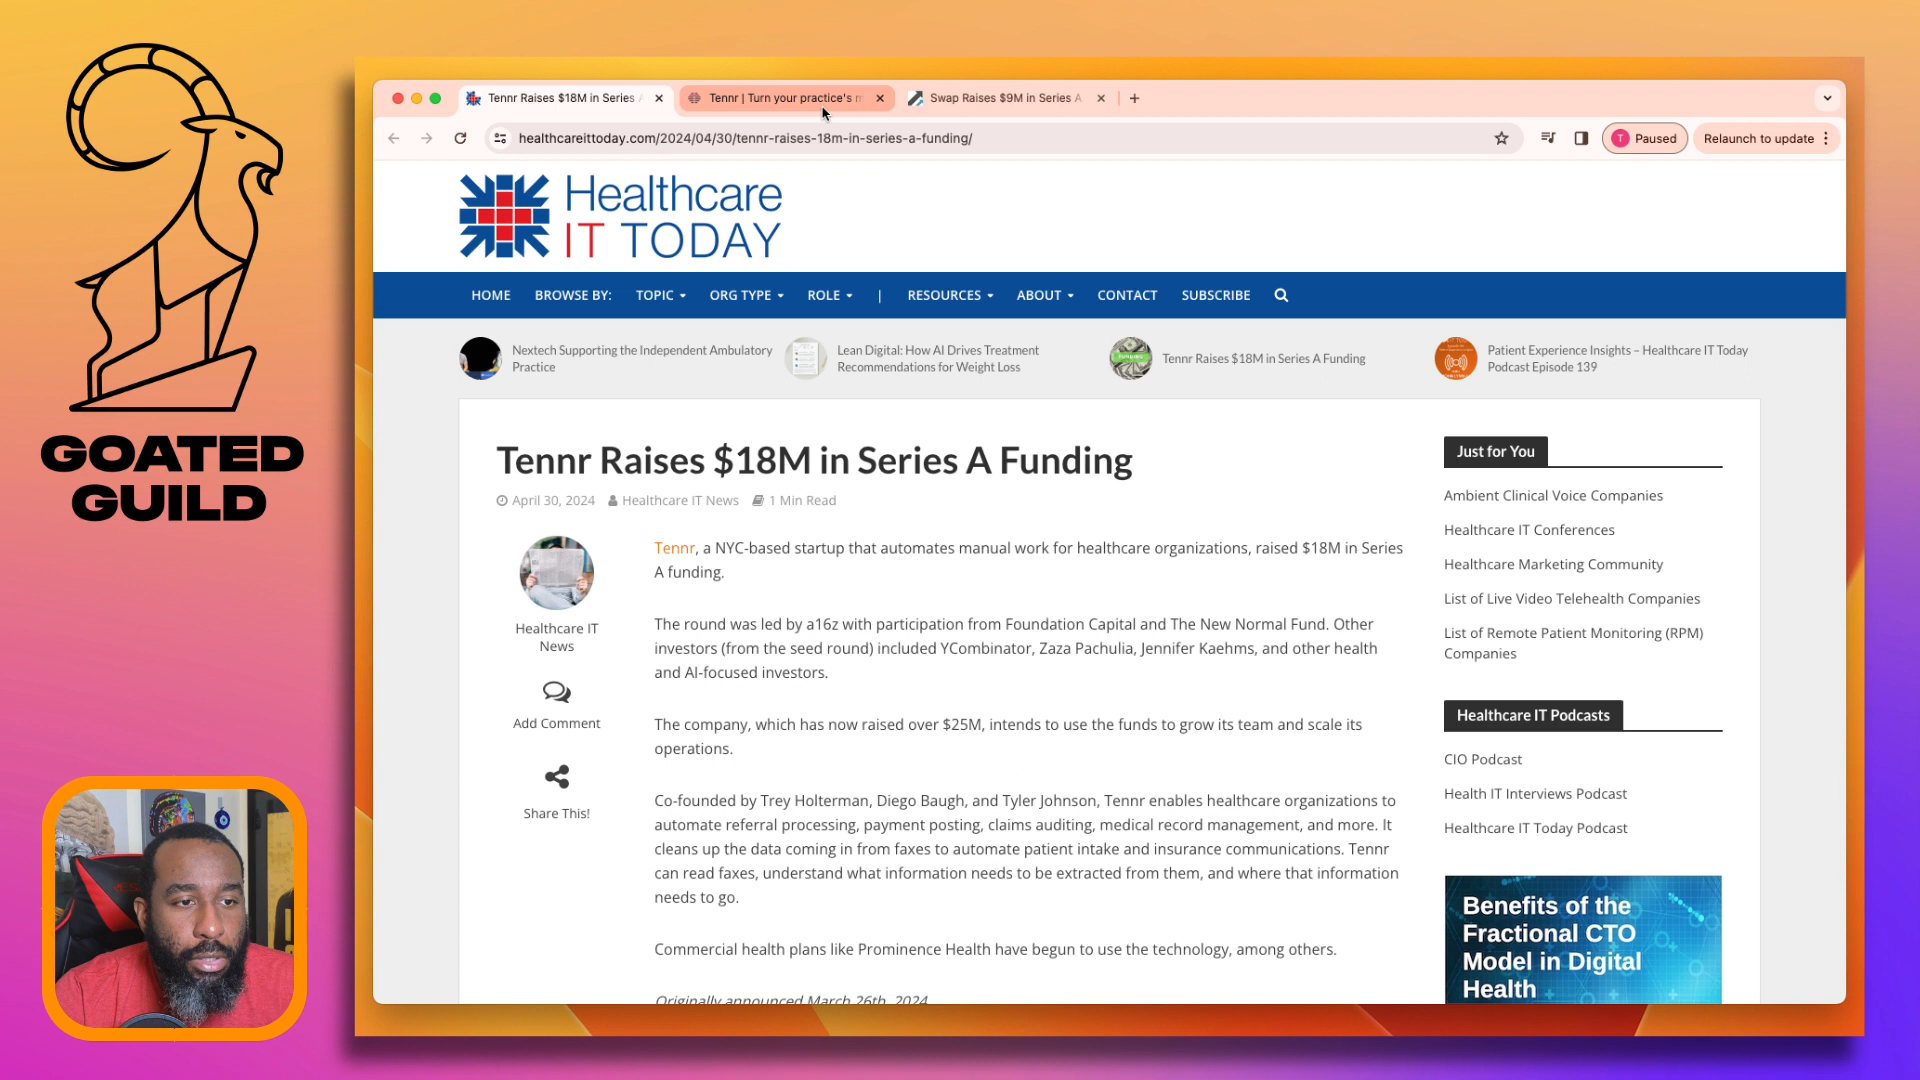 GOATED
GUILD
Tennr Raises $18M in Series
Tennr | Turn your practice's
Swap Raises $9M in Series A
healthcareittoday.com/2024/04/30/tennr-raises-18m-in-series-a-funding/
T
Paused
Relaunch to update
Healthcare
IT TODAY
HOME
BROWSE BY:
TOPIC
ORG TYPE
ROLE
|
RESOURCES
ABOUT
CONTACT
SUBSCRIBE
Nextech Supporting the Independent Ambulatory
Practice
Lean Digital: How AI Drives Treatment
Recommendations for Weight Loss
Tennr Raises $18M in Series A Funding
Patient Experience Insights – Healthcare IT Today
Podcast Episode 139
Tennr Raises $18M in Series A Funding
April 30, 2024
Healthcare IT News
1 Min Read
Healthcare IT
News
Add Comment
Share This!
Tennr, a NYC-based startup that automates manual work for healthcare organizations, raised $18M in Series
A funding.
The round was led by a16z with participation from Foundation Capital and The New Normal Fund. Other
investors (from the seed round) included YCombinator, Zaza Pachulia, Jennifer Kaehms, and other health
and AI-focused investors.
The company, which has now raised over $25M, intends to use the funds to grow its team and scale its
operations.
Co-founded by Trey Holterman, Diego Baugh, and Tyler Johnson, Tennr enables healthcare organizations to
automate referral processing, payment posting, claims auditing, medical record management, and more. It
cleans up the data coming in from faxes to automate patient intake and insurance communications. Tennr
can read faxes, understand what information needs to be extracted from them, and where that information
needs to go.
Commercial health plans like Prominence Health have begun to use the technology, among others.
Originally announced March 26th, 2024
Just for You
Ambient Clinical Voice Companies
Healthcare IT Conferences
Healthcare Marketing Community
List of Live Video Telehealth Companies
List of Remote Patient Monitoring (RPM)
Companies
Healthcare IT Podcasts
CIO Podcast
Health IT Interviews Podcast
Healthcare IT Today Podcast
Benefits of the
Fractional CTO
Model in Digital
Health